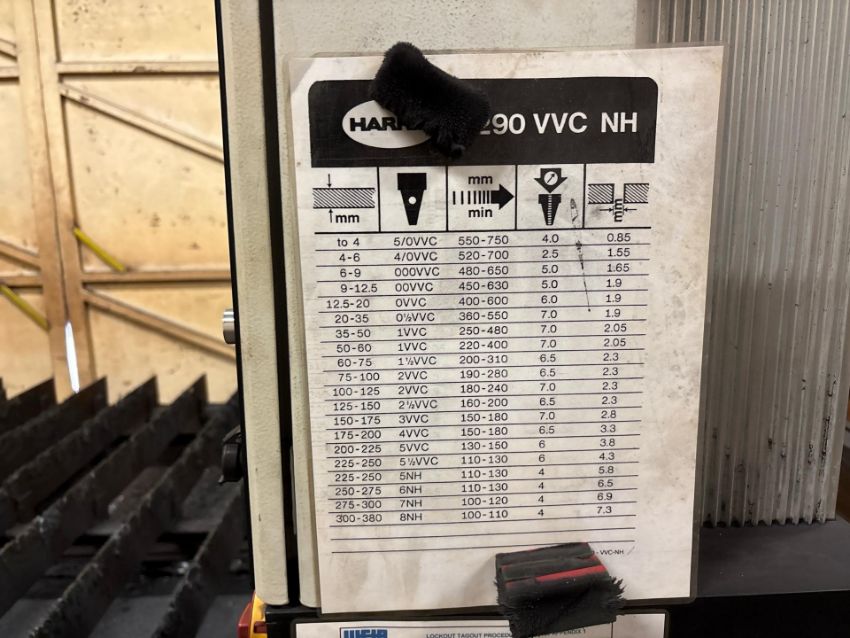 290 VVC NH
mm mm min mm
to 4 5/0VVC 550-750 4.0 0.85
4-6 4/0VVC 520-700 2.5 1.55
6-9 000VVC 480-650 5.0 1.65
9-12.5 00VVC 450-630 5.0 1.9
12.5-20 0VVC 400-600 6.0 1.9
20-35 0½VVC 360-550 7.0 1.9
35-50 1VVC 250-480 7.0 2.05
50-60 1VVC 220-400 7.0 2.05
60-75 1½VVC 200-310 6.5 2.3
75-100 2VVC 190-280 6.5 2.3
100-125 2VVC 180-240 7.0 2.3
125-150 2½VVC 160-200 6.5 2.3
150-175 3VVC 150-180 7.0 2.8
175-200 4VVC 150-180 6.5 3.3
200-225 5VVC 130-150 6 3.8
225-250 5½VVC 110-130 6 4.3
225-250 5NH 110-130 4 5.8
250-275 6NH 110-130 4 6.5
275-300 7NH 100-120 4 6.9
300-380 8NH 100-110 4 7.3
- VVC-NH
LOCKOUT TAGOUT